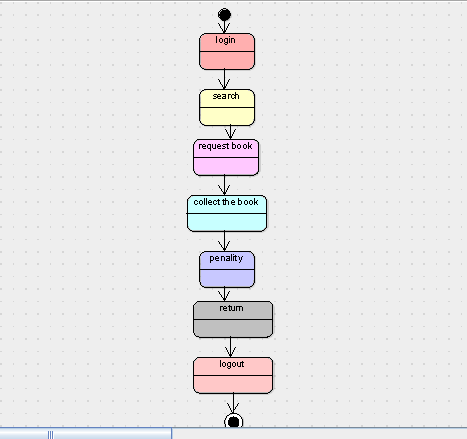 login
search
request book
collect the book
penality
return
logout